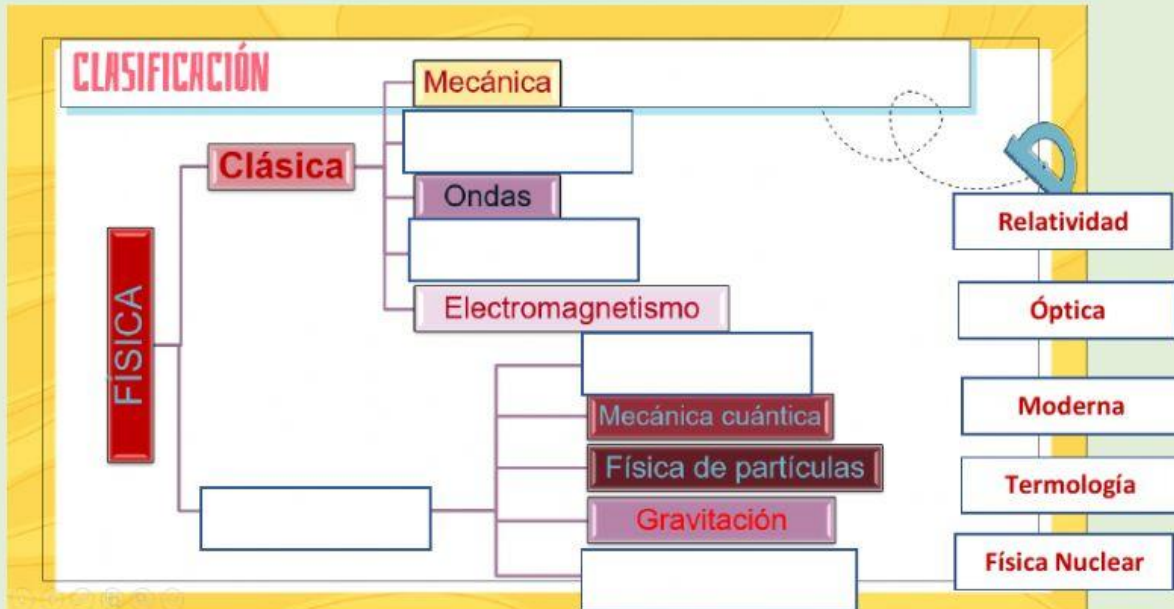 CLASIFICACIÓN
Mecánica
Clásica
Ondas
Electromagnetismo
FÍSICA
Mecánica cuántica
Física de partículas
Gravitación
Relatividad
Óptica
Moderna
Termología
Física Nuclear